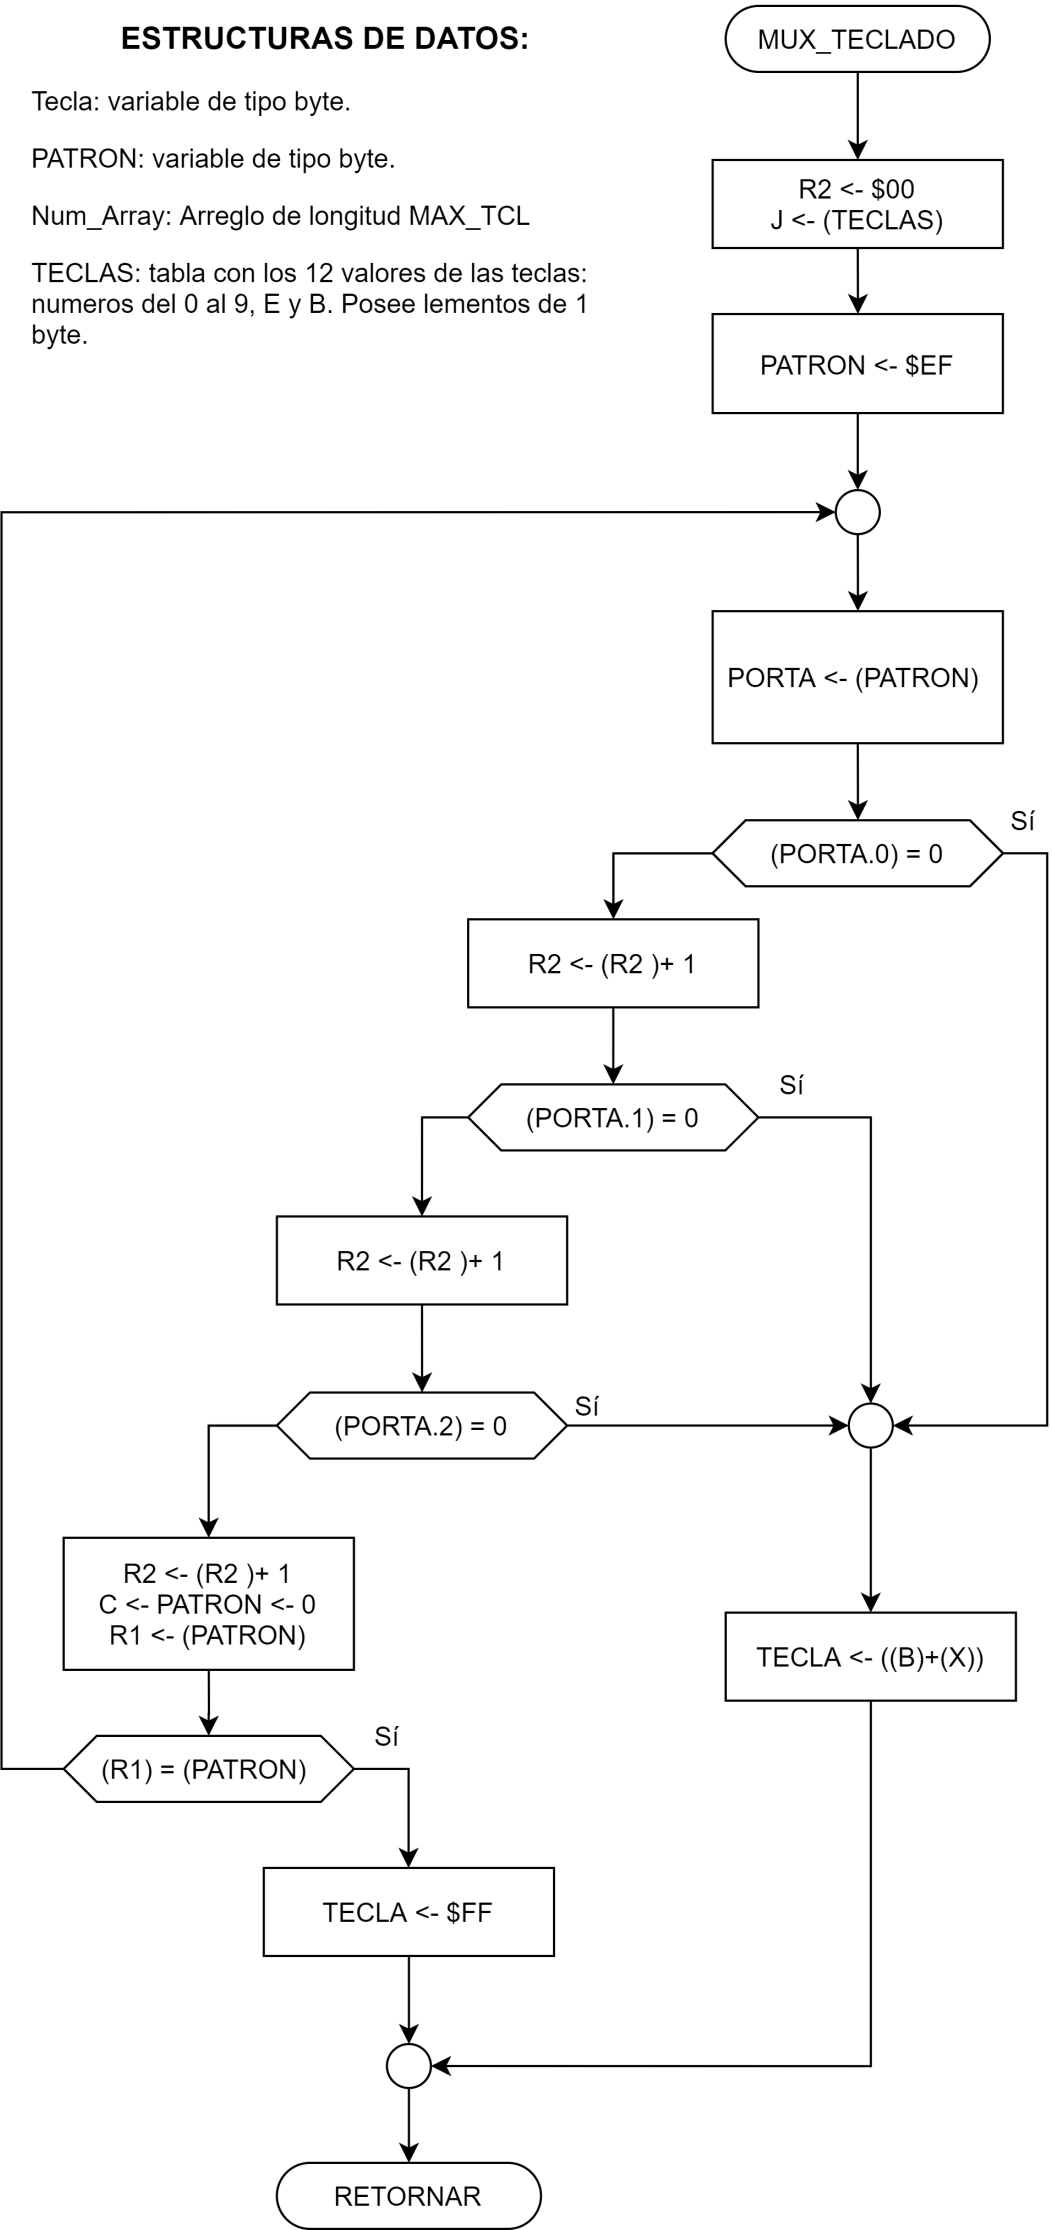 ESTRUCTURAS DE DATOS:
Tecla: variable de tipo byte.
PATRON: variable de tipo byte.
Num_Array: Arreglo de longitud MAX_TCL
TECLAS: tabla con los 12 valores de las teclas:
numeros del 0 al 9, E y B. Posee lementos de 1
byte.
MUX_TECLADO
R2 <- $00
J <- (TECLAS)
PATRON <- $EF
PORTA <- (PATRON)
(PORTA.0) = 0
Sí
R2 <- (R2 )+ 1
(PORTA.1) = 0
Sí
R2 <- (R2 )+ 1
(PORTA.2) = 0
Sí
R2 <- (R2 )+ 1
C <- PATRON <- 0
R1 <- (PATRON)
TECLA <- ((B)+(X))
(R1) = (PATRON)
Sí
TECLA <- $FF
RETORNAR